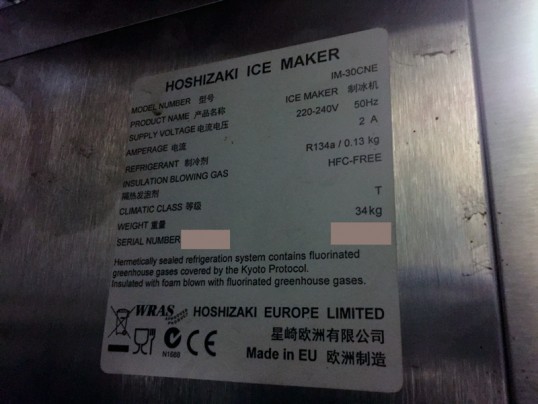 HOSHIZAKI ICE MAKER
MODEL NUMBER 型号 IM-30CNE
PRODUCT NAME 产品名称 ICE MAKER 制冰机
SUPPLY VOLTAGE 电流电压 220-240V 50Hz
AMPERAGE 电流 2 A
REFRIGERANT 制冷剂 R134a / 0.13 kg
INSULATION BLOWING GAS HFC-FREE
隔热发泡剂
CLIMATIC CLASS 等级 T
WEIGHT 重量 34kg
SERIAL NUMBER
Hermetically sealed refrigeration system contains fluorinated
greenhouse gases covered by the Kyoto Protocol.
Insulated with foam blown with fluorinated greenhouse gases.
WRAS APPROVED PRODUCT HOSHIZAKI EUROPE LIMITED
星崎欧洲有限公司
N1580 CE Made in EU 欧洲制造